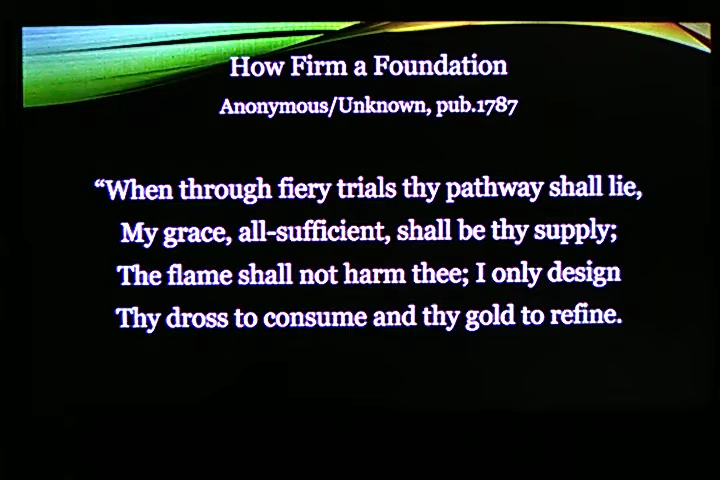 How Firm a Foundation
Anonymous/Unknown, pub.1787
“When through fiery trials thy pathway shall lie,
My grace, all-sufficient, shall be thy supply;
The flame shall not harm thee; I only design
Thy dross to consume and thy gold to refine.